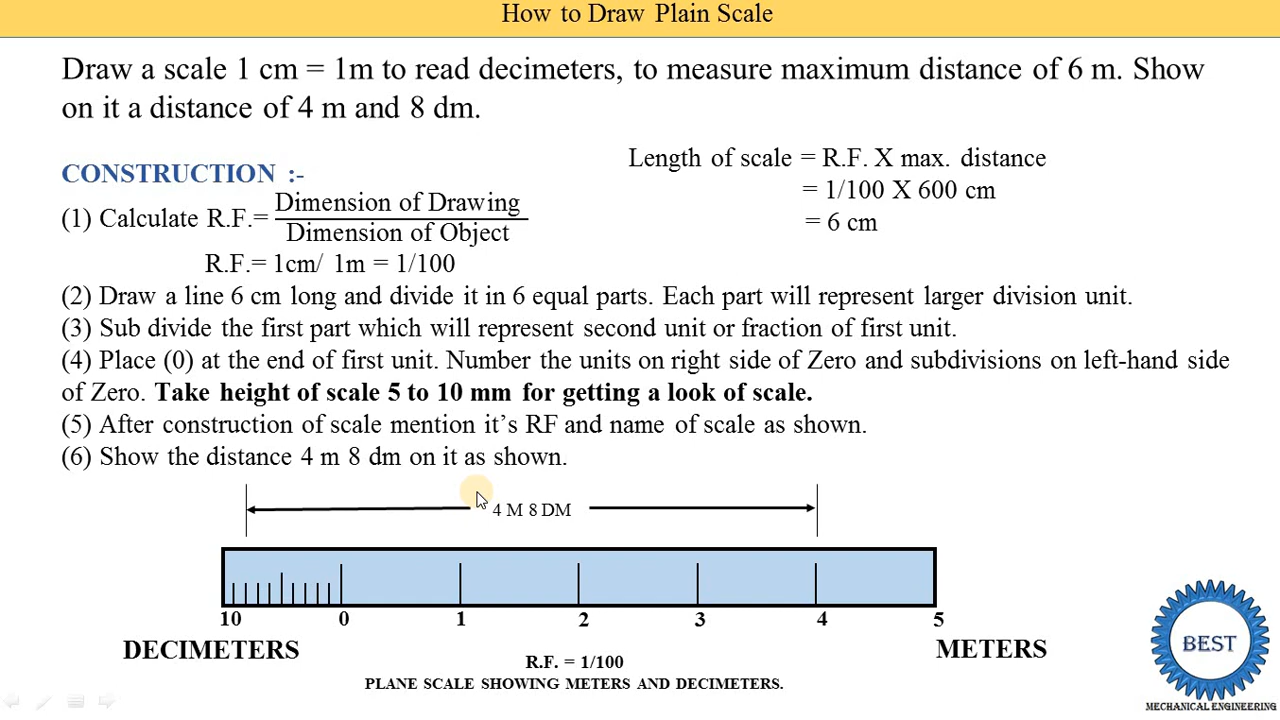 How to Draw Plain Scale
Draw a scale 1 cm = 1m to read decimeters, to measure maximum distance of 6 m. Show
on it a distance of 4 m and 8 dm.
CONSTRUCTION :-
(1) Calculate R.F.= Dimension of Drawing
Dimension of Object
R.F.= 1cm/ 1m = 1/100
Length of scale = R.F. X max. distance
= 1/100 X 600 cm
= 6 cm
(2) Draw a line 6 cm long and divide it in 6 equal parts. Each part will represent larger division unit.
(3) Sub divide the first part which will represent second unit or fraction of first unit.
(4) Place (0) at the end of first unit. Number the units on right side of Zero and subdivisions on left-hand side
of Zero. Take height of scale 5 to 10 mm for getting a look of scale.
(5) After construction of scale mention it’s RF and name of scale as shown.
(6) Show the distance 4 m 8 dm on it as shown.
4 M 8 DM
10 0 1 2 3 4 5
DECIMETERS METERS
R.F. = 1/100
PLANE SCALE SHOWING METERS AND DECIMETERS.
BEST
MECHANICAL ENGINEERING